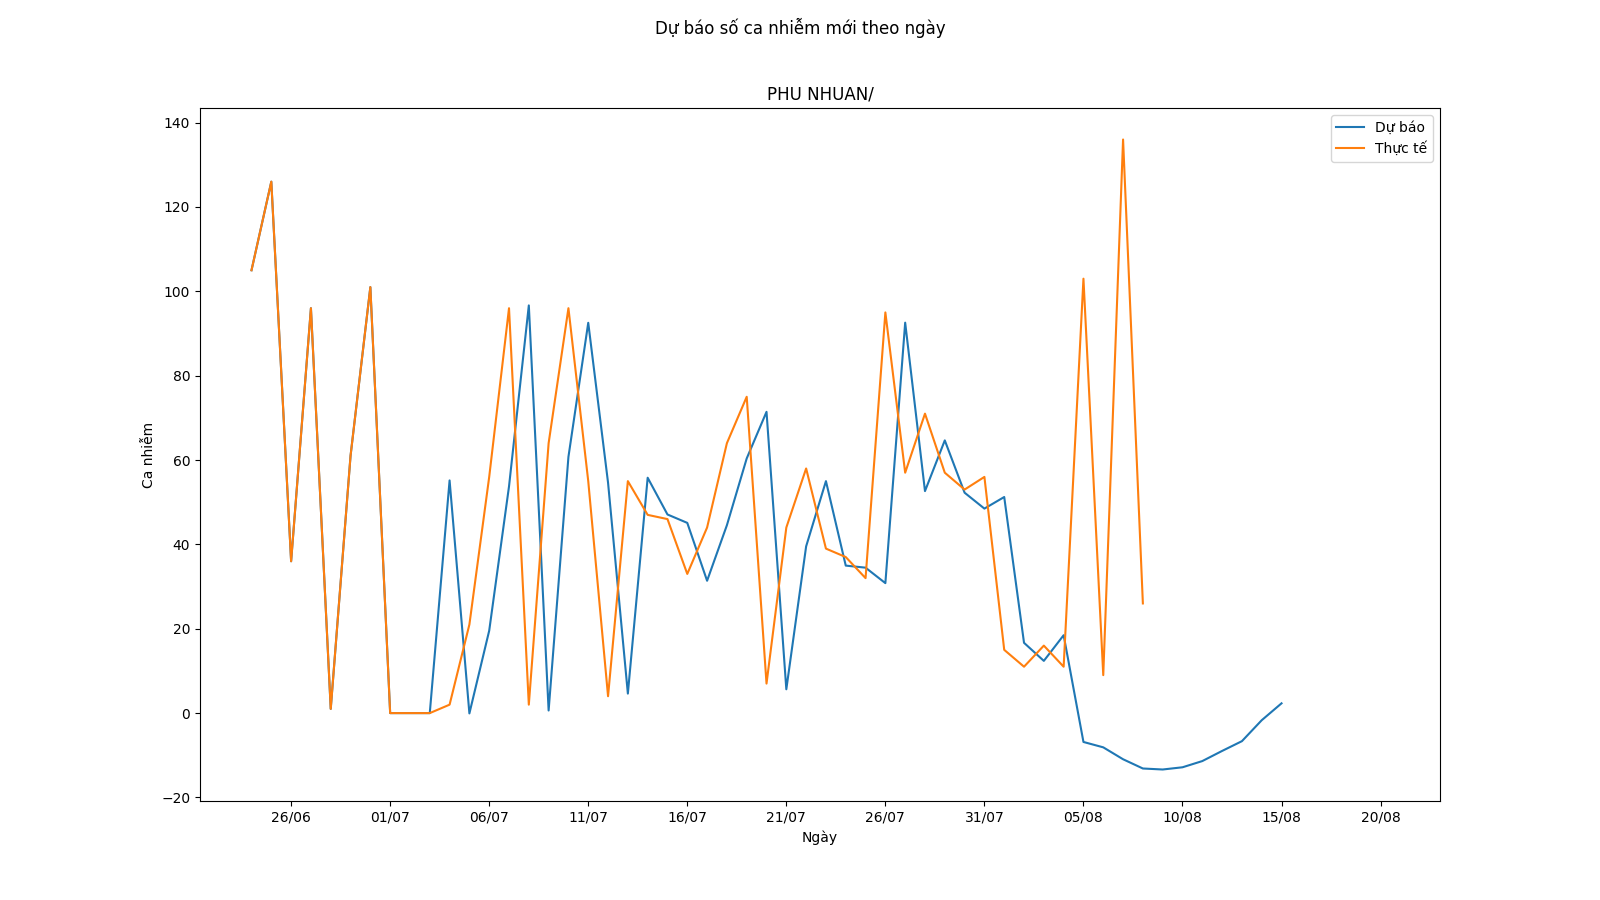 Dự báo số ca nhiễm mới theo ngày
PHU NHUAN/
Dự báo
Thực tế
140
120
100
80
60
40
20
0
−20
Ca nhiễm
26/06 01/07 06/07 11/07 16/07 21/07 26/07 31/07 05/08 10/08 15/08 20/08
Ngày